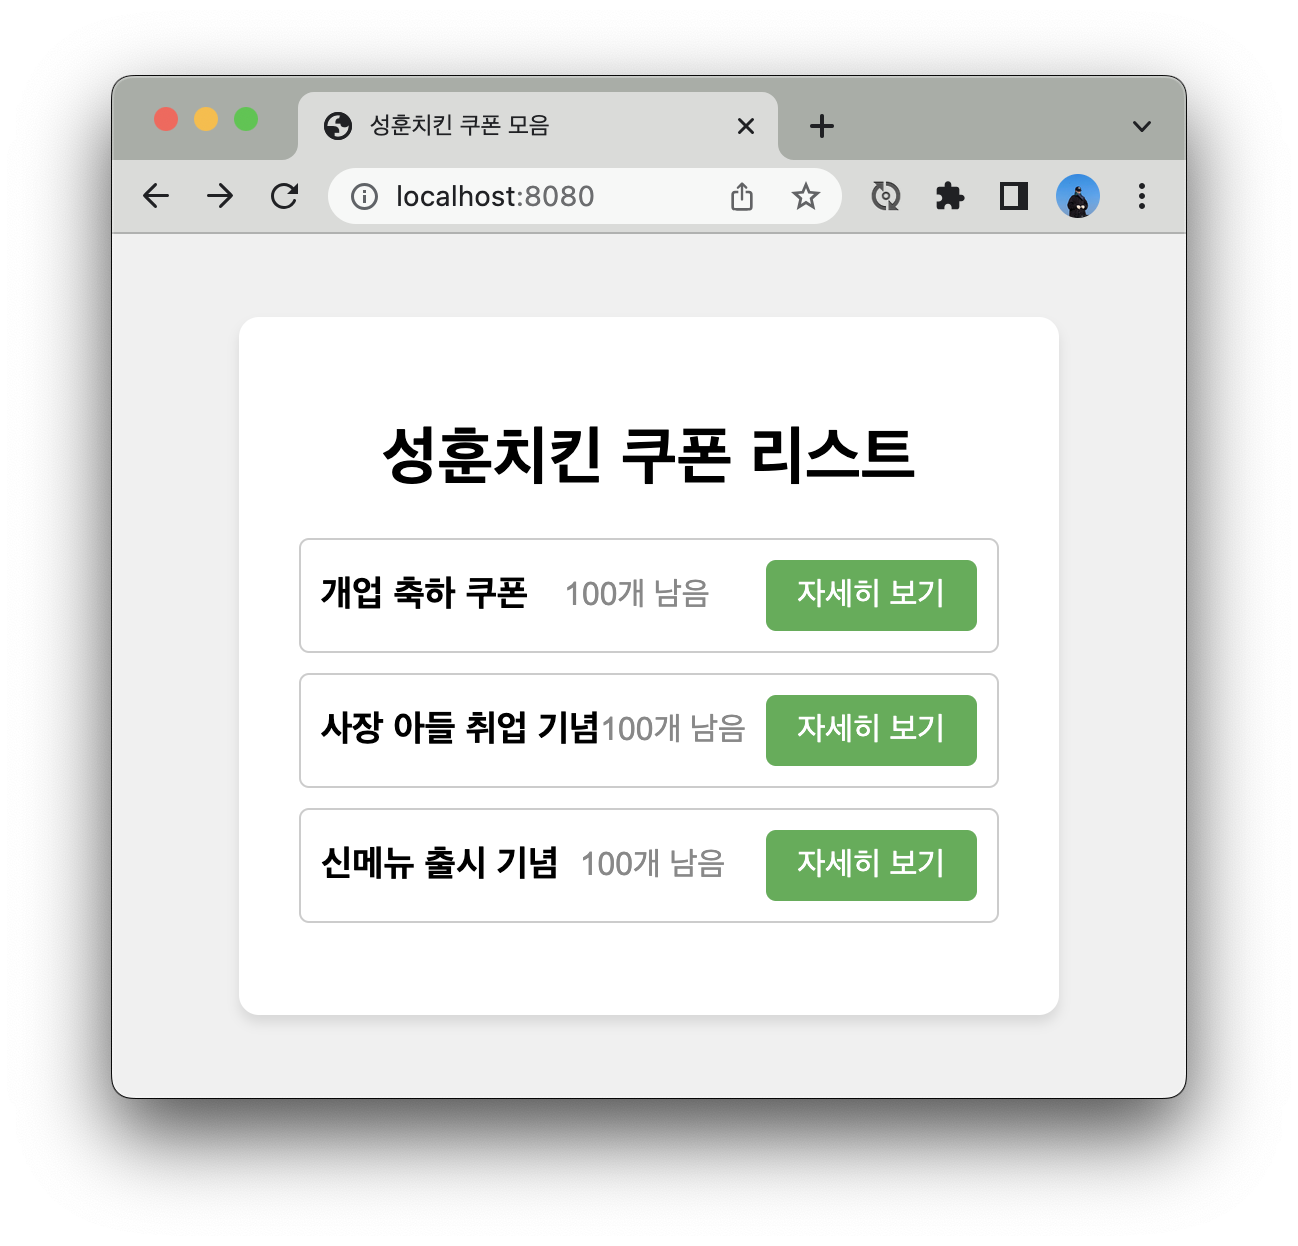 성훈치킨 쿠폰 모음
localhost:8080
성훈치킨 쿠폰 리스트
개업 축하 쿠폰 100개 남음 자세히 보기
사장 아들 취업 기념 100개 남음 자세히 보기
신메뉴 출시 기념 100개 남음 자세히 보기